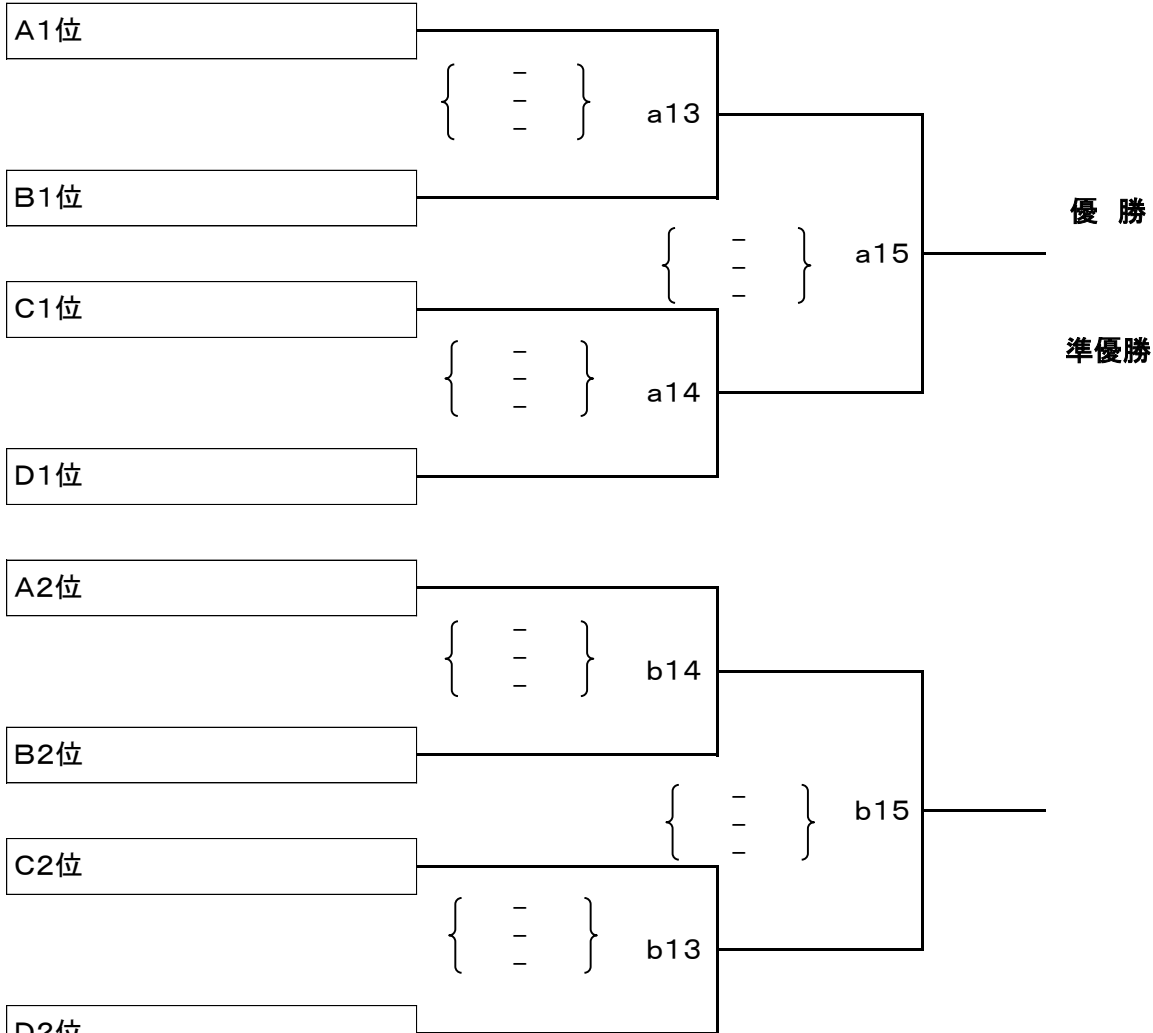 A1位
｛ － ｝
－
－
a13
B1位
優 勝
｛ － ｝
－
－
a15
C1位
｛ － ｝
－
－
a14
準優勝
D1位
A2位
｛ － ｝
－
－
b14
B2位
｛ － ｝
－
－
b15
C2位
｛ － ｝
－
－
b13
D2位